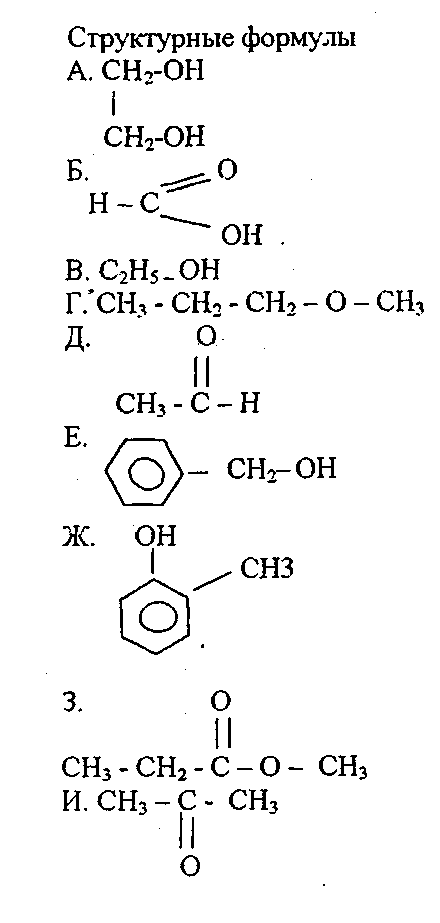 Структурные формулы
А. CH₂-OH
|
CH₂-OH
Б. O
H – C
OH .
В. C₂H₅-OH
Г. CH₃ - CH₂ - CH₂ – O – CH₃
Д. O
||
CH₃ - C – H
Е.
– CH₂–OH
Ж. OH
CH3
З. O
||
CH₃ - CH₂ - C – O – CH₃
И. CH₃ – C - CH₃
||
O